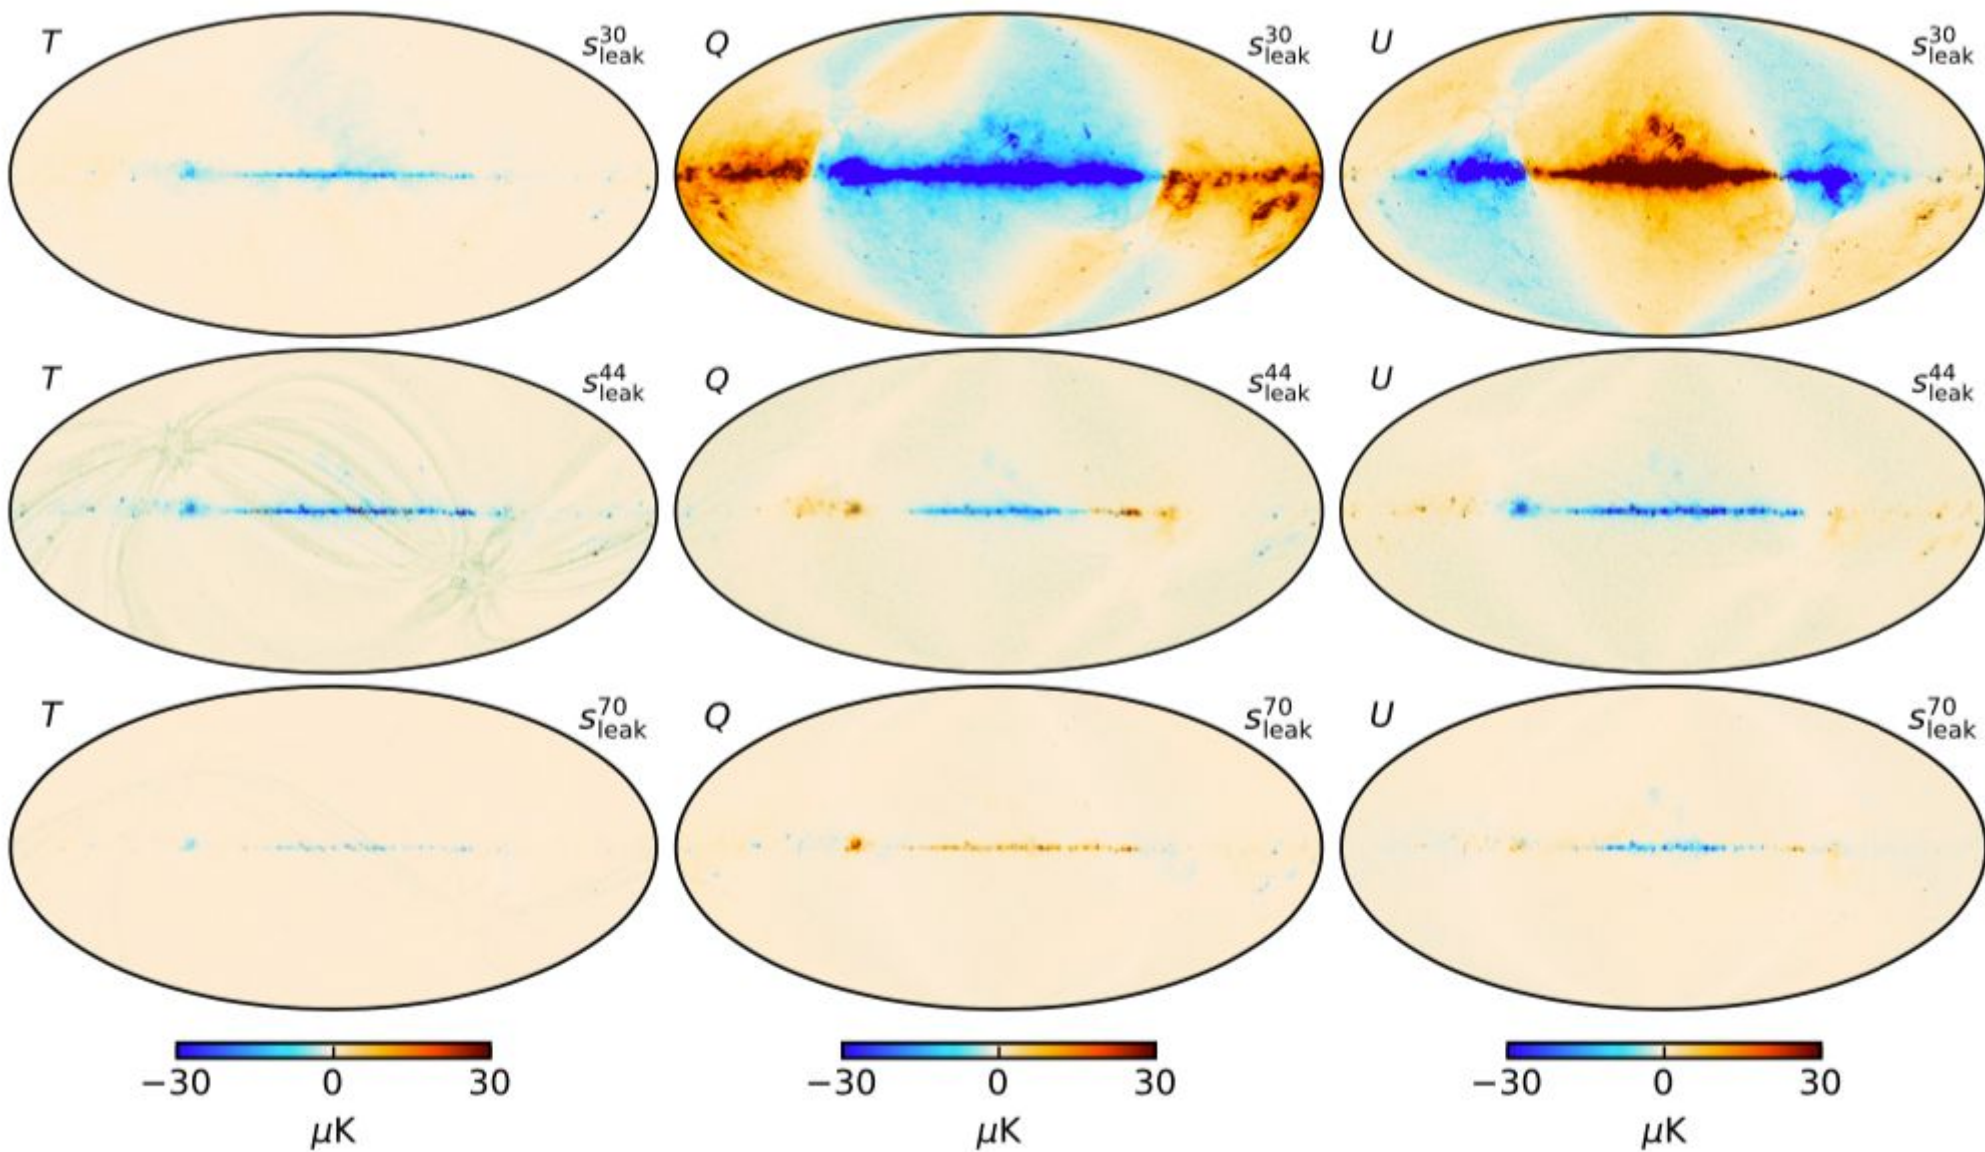 T s³⁰leak Q s³⁰leak U s³⁰leak
T s⁴⁴leak Q s⁴⁴leak U s⁴⁴leak
T s⁷⁰leak Q s⁷⁰leak U s⁷⁰leak
−30 0 30 −30 0 30 −30 0 30
μK μK μK